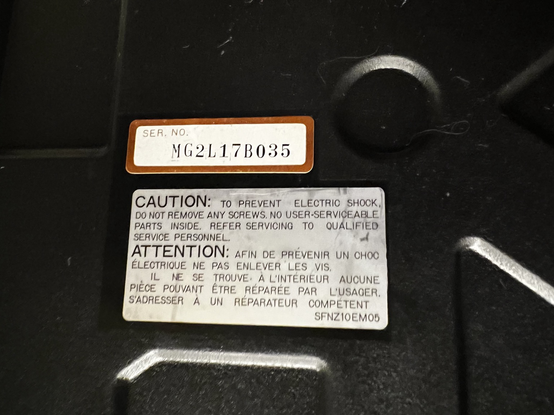 SER. NO.
MG2L17B035
CAUTION: TO PREVENT ELECTRIC SHOCK,
DO NOT REMOVE ANY SCREWS. NO USER-SERVICEABLE
PARTS INSIDE. REFER SERVICING TO QUALIFIED
SERVICE PERSONNEL.
ATTENTION: AFIN DE PRÉVENIR UN CHOC
ÉLECTRIQUE NE PAS ENLEVER LES VIS.
IL NE SE TROUVE À L'INTÉRIEUR AUCUNE
PIÈCE POUVANT ÊTRE RÉPARÉE PAR L'USAGER,
S'ADRESSER À UN RÉPARATEUR COMPÉTENT
SFNZ10EM05